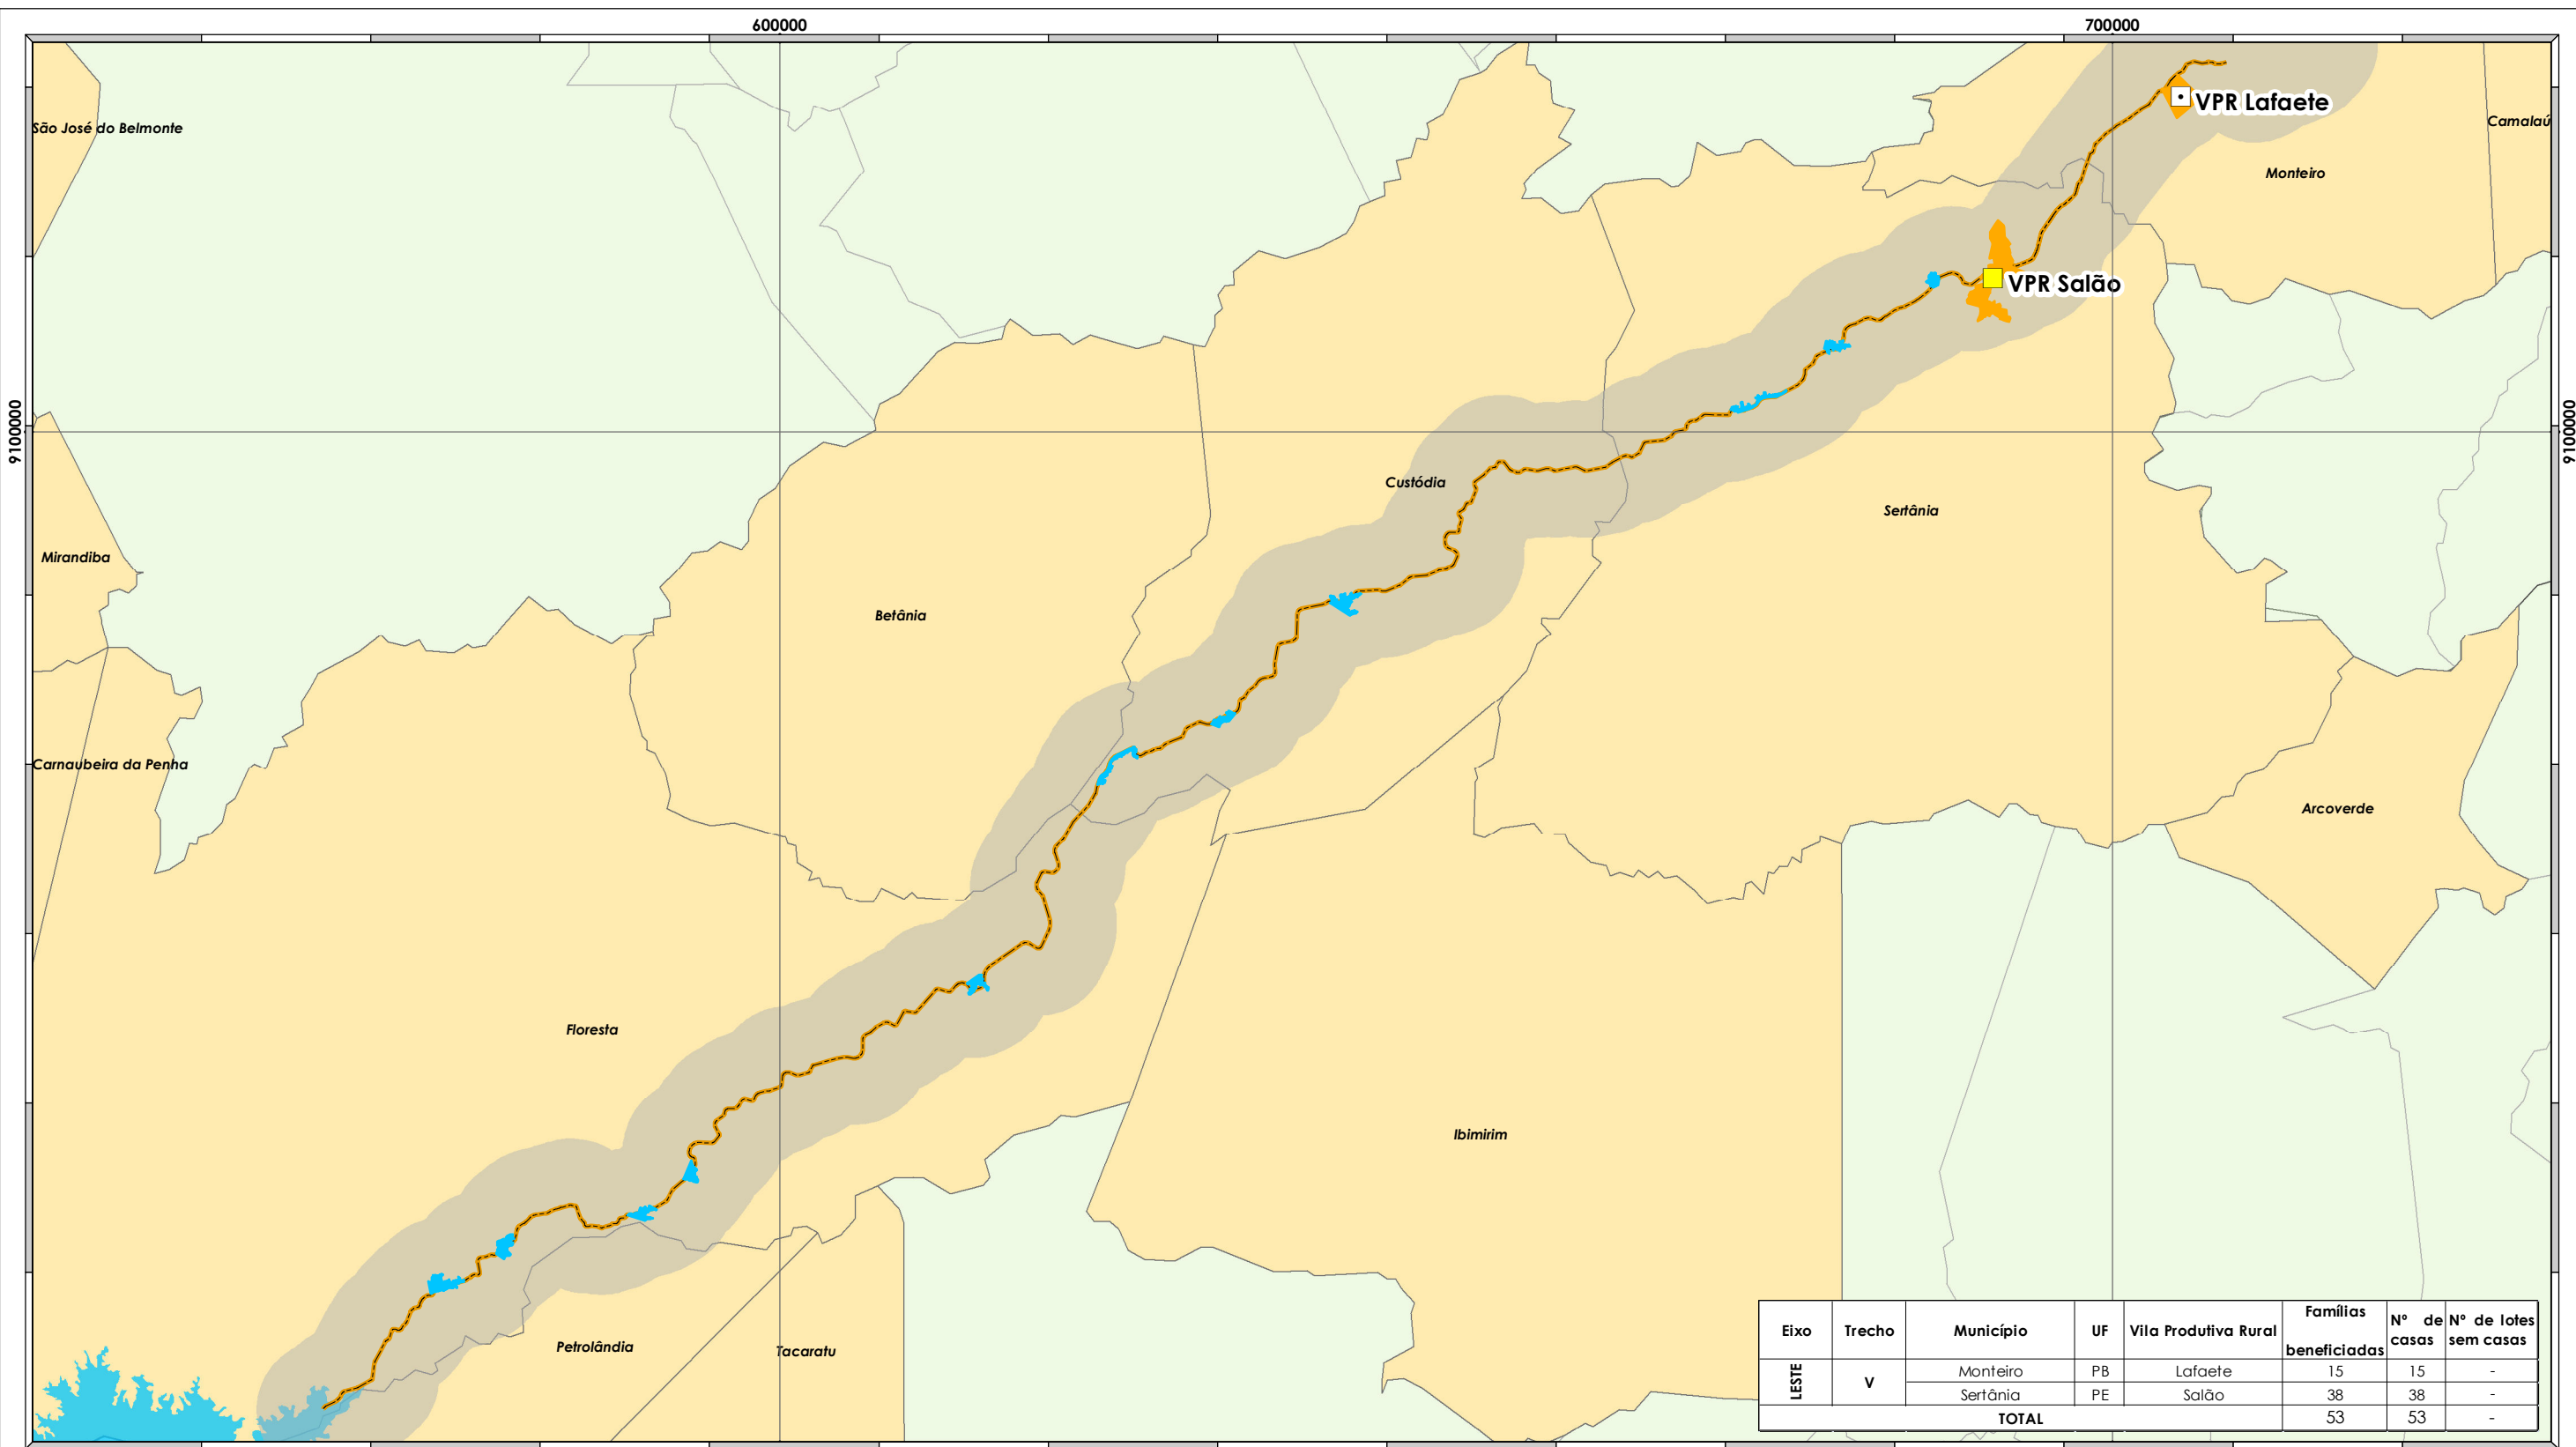 600000
700000
São José do Belmonte
VPR Lafaete
Camalaú
Monteiro
VPR Salão
9100000
9100000
Custódia
Sertânia
Mirandiba
Betânia
Carnaubeira da Penha
Arcoverde
Floresta
Ibimirim
Petrolândia
Tacaratu
Eixo Trecho Município UF Vila Produtiva Rural Famílias beneficiadas Nº de casas Nº de lotes sem casas
LESTE V Monteiro PB Lafaete 15 15 -
Sertânia PE Salão 38 38 -
TOTAL 53 53 -